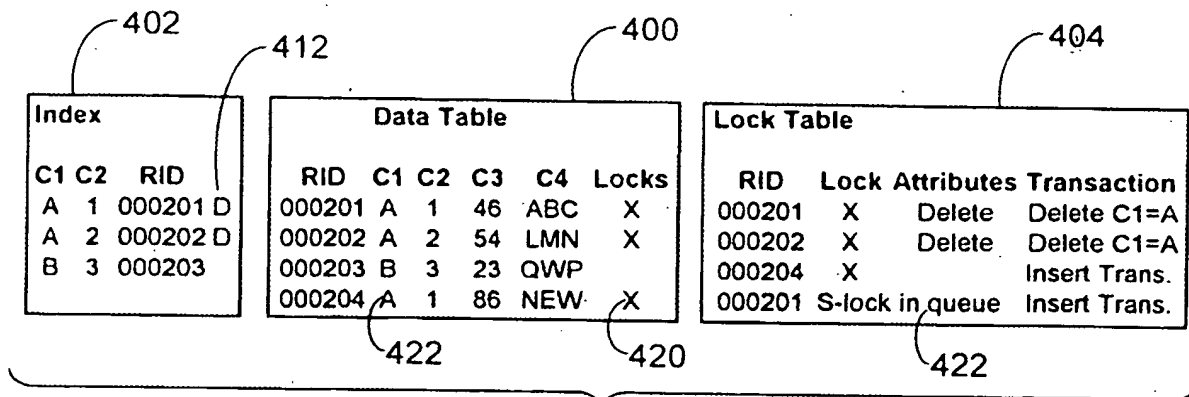 402
412
400
404
Index
C1 C2 RID
A 1 000201 D
A 2 000202 D
B 3 000203
Data Table
RID C1 C2 C3 C4 Locks
000201 A 1 46 ABC X
000202 A 2 54 LMN X
000203 B 3 23 QWP
000204 A 1 86 NEW X
422
420
Lock Table
RID Lock Attributes Transaction
000201 X Delete Delete C1=A
000202 X Delete Delete C1=A
000204 X Insert Trans.
000201 S-lock in queue Insert Trans.
422